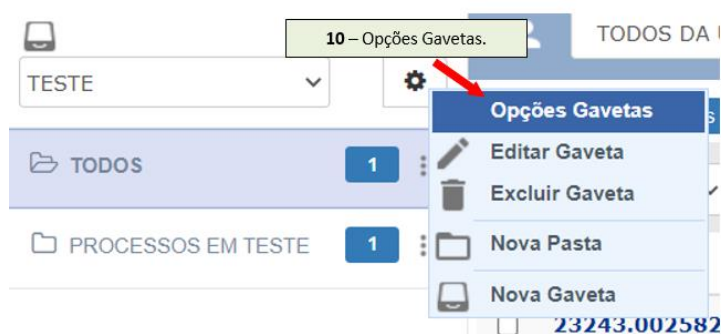 10 – Opções Gavetas.
TODOS DA
TESTE
Opções Gavetas
TODOS
1
Editar Gaveta
Excluir Gaveta
PROCESSOS EM TESTE
1
Nova Pasta
Nova Gaveta
23243.002582